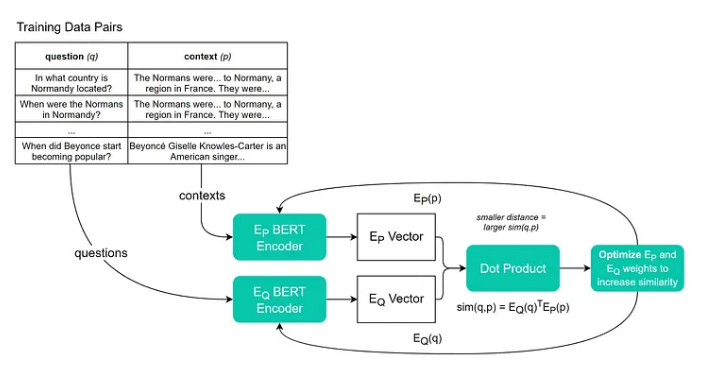 Training Data Pairs
question (q)
context (p)
In what country is
Normandy located?
The Normans were... to Normany, a
region in France. They were...
When were the Normans
in Normandy?
The Normans were... to Normany, a
region in France. They were...
...
...
When did Beyonce start
becoming popular?
Beyoncé Giselle Knowles-Carter is an
American singer...
contexts
questions
EP(p)
EP BERT
Encoder
EP Vector
smaller distance =
larger sim(q,p)
Dot Product
Optimize EP and
EQ weights to
increase similarity
EQ BERT
Encoder
EQ Vector
sim(q,p) = EQ(q)TEP(p)
EQ(q)